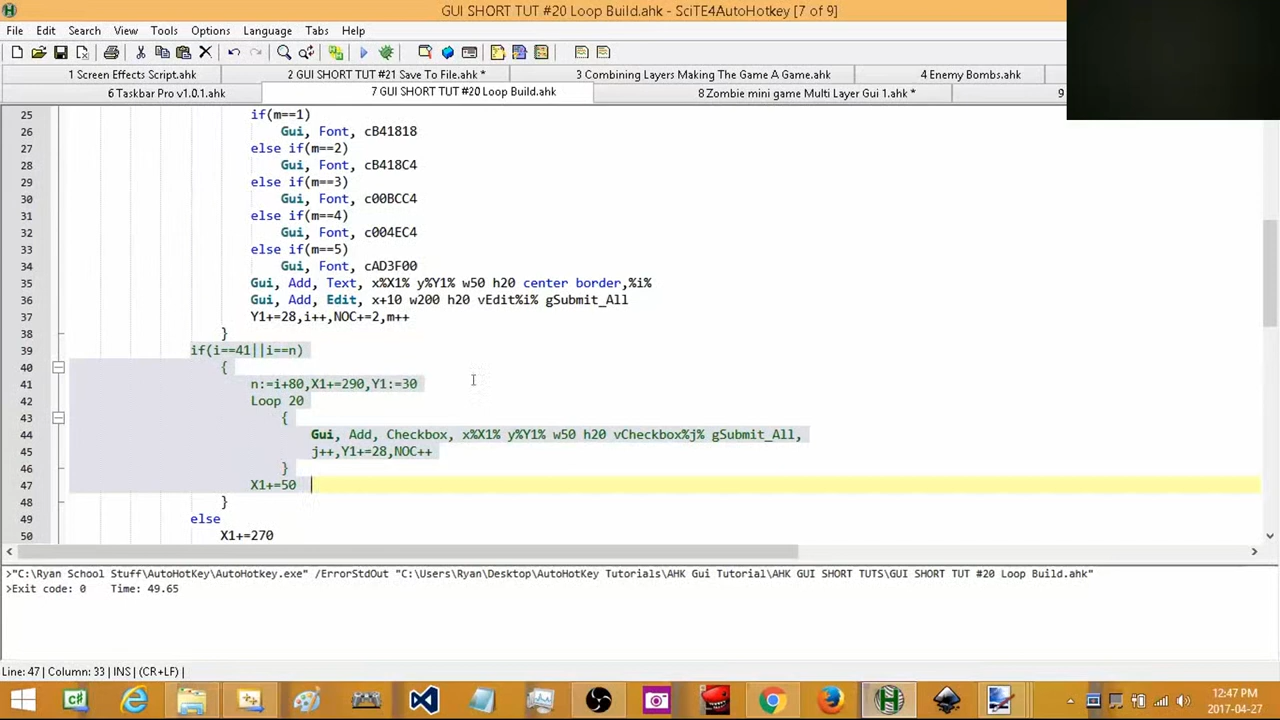 GUI SHORT TUT #20 Loop Build.ahk - SciTE4AutoHotkey [7 of 9]
File Edit Search View Tools Options Language Tabs Help
1 Screen Effects Script.ahk 2 GUI SHORT TUT #21 Save To File.ahk * 3 Combining Layers Making The Game A Game.ahk 4 Enemy Bombs.ahk
6 Taskbar Pro v1.0.1.ahk 7 GUI SHORT TUT #20 Loop Build.ahk 8 Zombie mini game Multi Layer Gui 1.ahk * 9
25 if(m==1)
26 Gui, Font, cB41818
27 else if(m==2)
28 Gui, Font, cB418C4
29 else if(m==3)
30 Gui, Font, c00BCC4
31 else if(m==4)
32 Gui, Font, c004EC4
33 else if(m==5)
34 Gui, Font, cAD3F00
35 Gui, Add, Text, x%X1% y%Y1% w50 h20 center border,%i%
36 Gui, Add, Edit, x+10 w200 h20 vEdit%i% gSubmit_All
37 Y1+=28,i++,NOC+=2,m++
38 }
39 if(i==41||i==n)
40 {
41 n:=i+80,X1+=290,Y1:=30
42 Loop 20
43 {
44 Gui, Add, Checkbox, x%X1% y%Y1% w50 h20 vCheckbox%j% gSubmit_All,
45 j++,Y1+=28,NOC++
46 }
47 X1+=50
48 }
49 else
50 X1+=270
>"C:\Ryan School Stuff\AutoHotKey\AutoHotkey.exe" /ErrorStdOut "C:\Users\Ryan\Desktop\AutoHotKey Tutorials\AHK Gui Tutorial\AHK GUI SHORT TUTS\GUI SHORT TUT #20 Loop Build.ahk"
>Exit code: 0 Time: 49.65
Line: 47 | Column: 33 | INS | (CR+LF) |
12:47 PM
2017-04-27